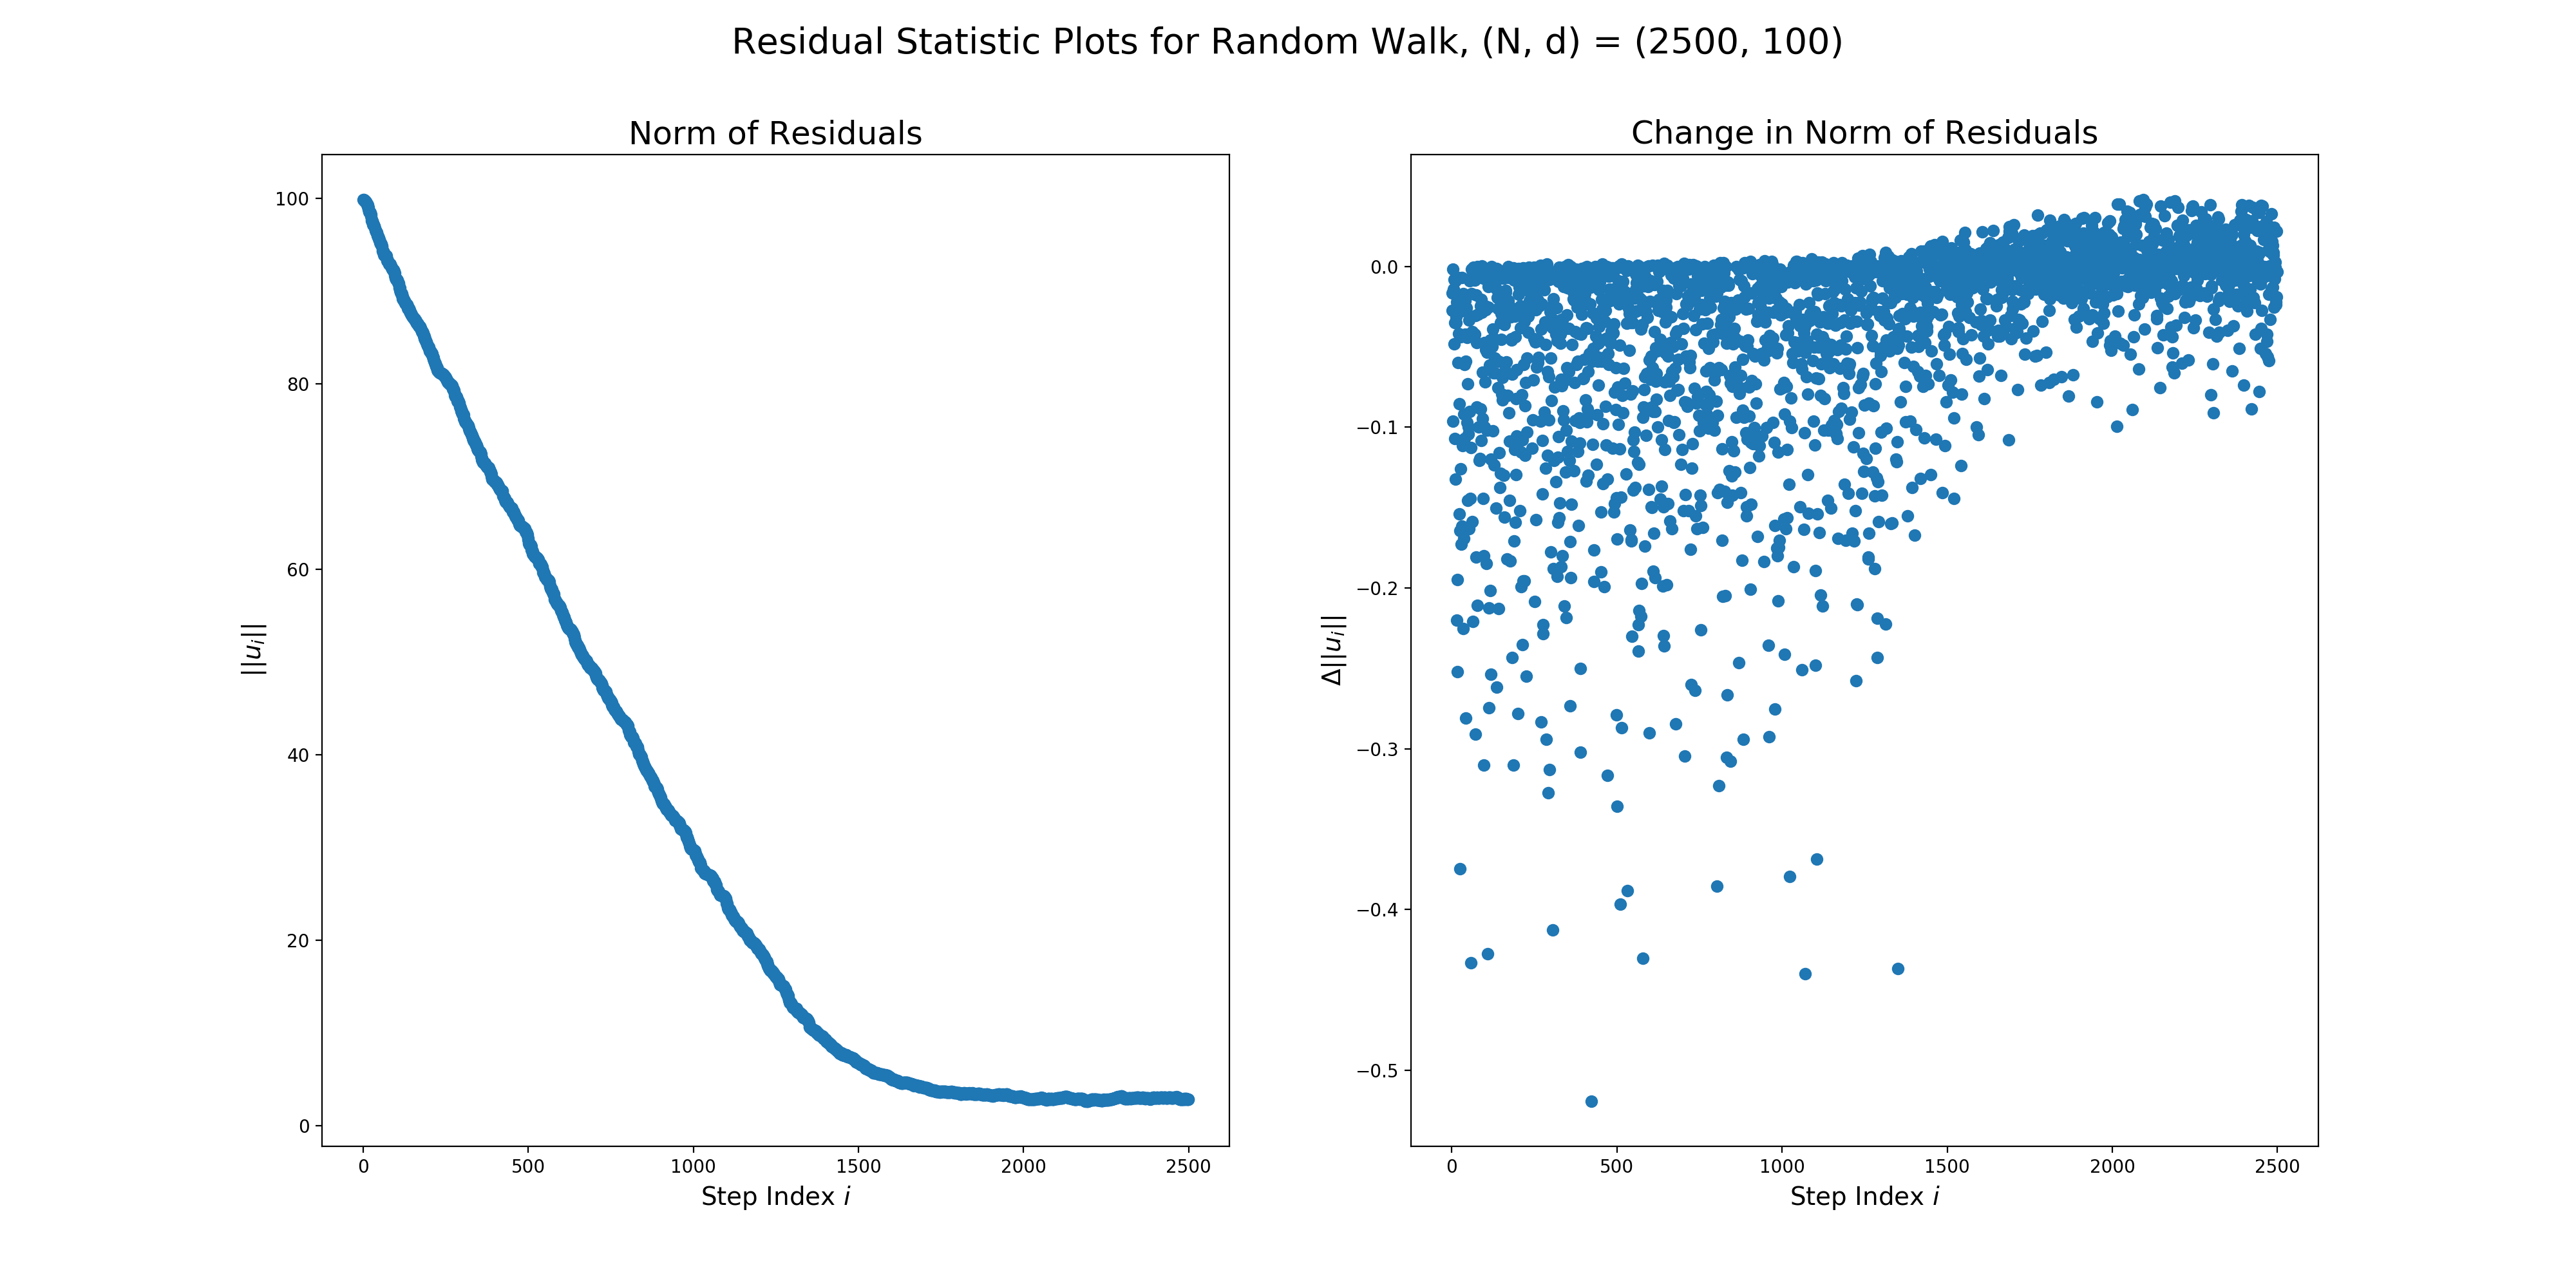 Residual Statistic Plots for Random Walk, (N, d) = (2500, 100)
Norm of Residuals
100
80
60
40
20
0
||u_i||
0 500 1000 1500 2000 2500
Step Index i
Change in Norm of Residuals
0.0
−0.1
−0.2
−0.3
−0.4
−0.5
Δ||u_i||
0 500 1000 1500 2000 2500
Step Index i